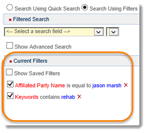 Search Using Quick Search Search Using Filters
Filtered Search
<-- Select a search field -->
Show Advanced Search
Current Filters
Show Saved Filters
Affiliated Party Name is equal to jason marsh X
Keywords contains rehab X